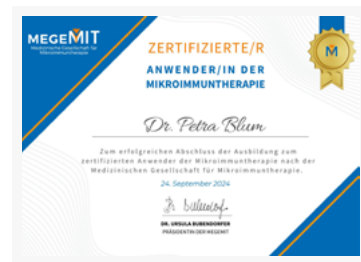 MEGEMIT
Medizinische Gesellschaft für
Mikroimmuntherapie
ZERTIFIZIERTE/R
M
ANWENDER/IN DER
MIKROIMMUNTHERAPIE
Dr. Petra Blum
Zum erfolgreichen Abschluss der Ausbildung zum
zertifizierten Anwender der Mikroimmuntherapie nach der
Medizinischen Gesellschaft für Mikroimmuntherapie.
24. September 2024
DR. URSULA BUBENDORFER
PRÄSIDENTIN DER MEGEMIT